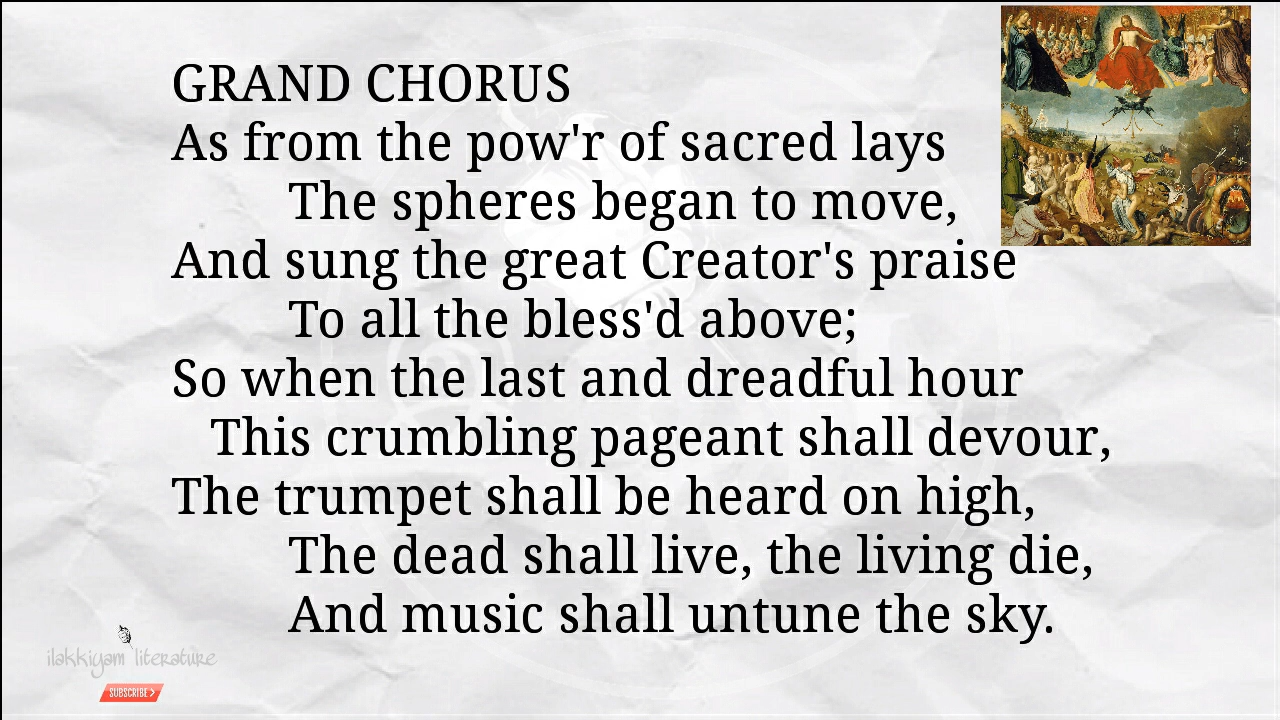 GRAND CHORUS
As from the pow'r of sacred lays
The spheres began to move,
And sung the great Creator's praise
To all the bless'd above;
So when the last and dreadful hour
This crumbling pageant shall devour,
The trumpet shall be heard on high,
The dead shall live, the living die,
And music shall untune the sky.
ilakkiyam literature
SUBSCRIBE >